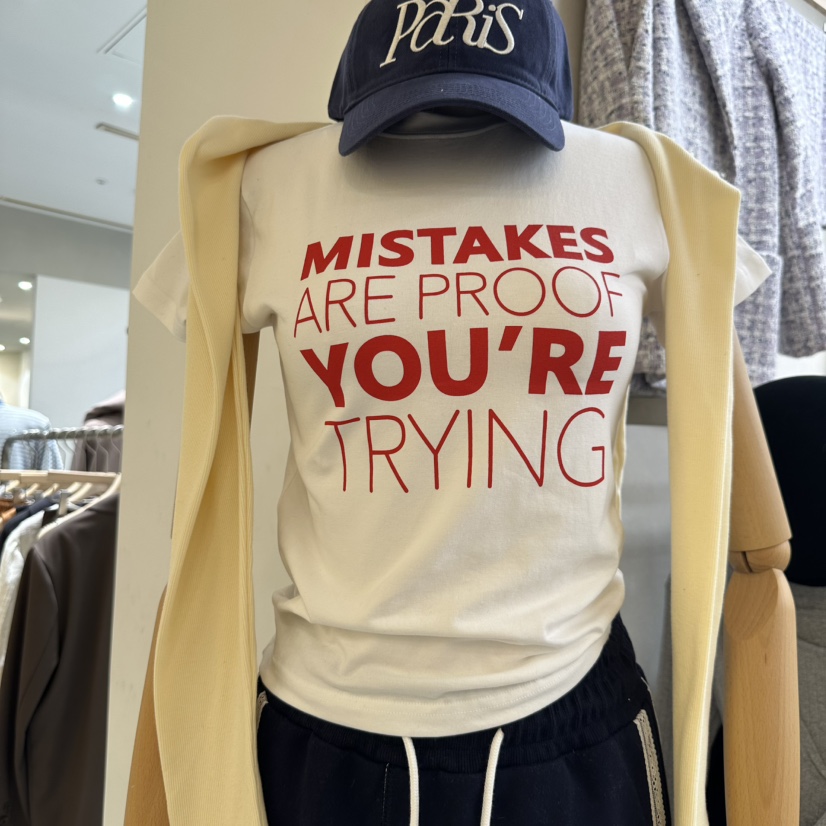 PaRiS
MISTAKES
ARE PROOF
YOU'RE
TRYING